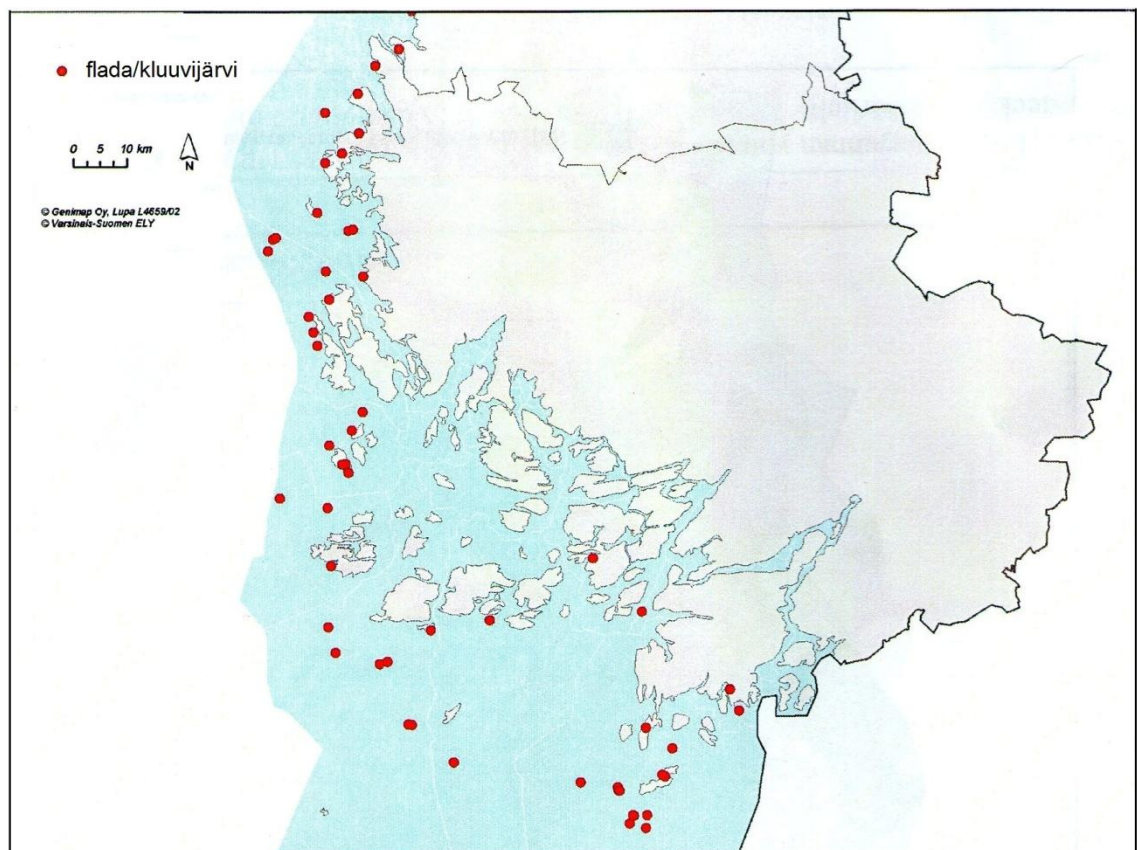 flada/kluuvijärvi
0 5 10 km
N
© Genimap Oy, Lupa L4659/02
© Varsinais-Suomen ELY